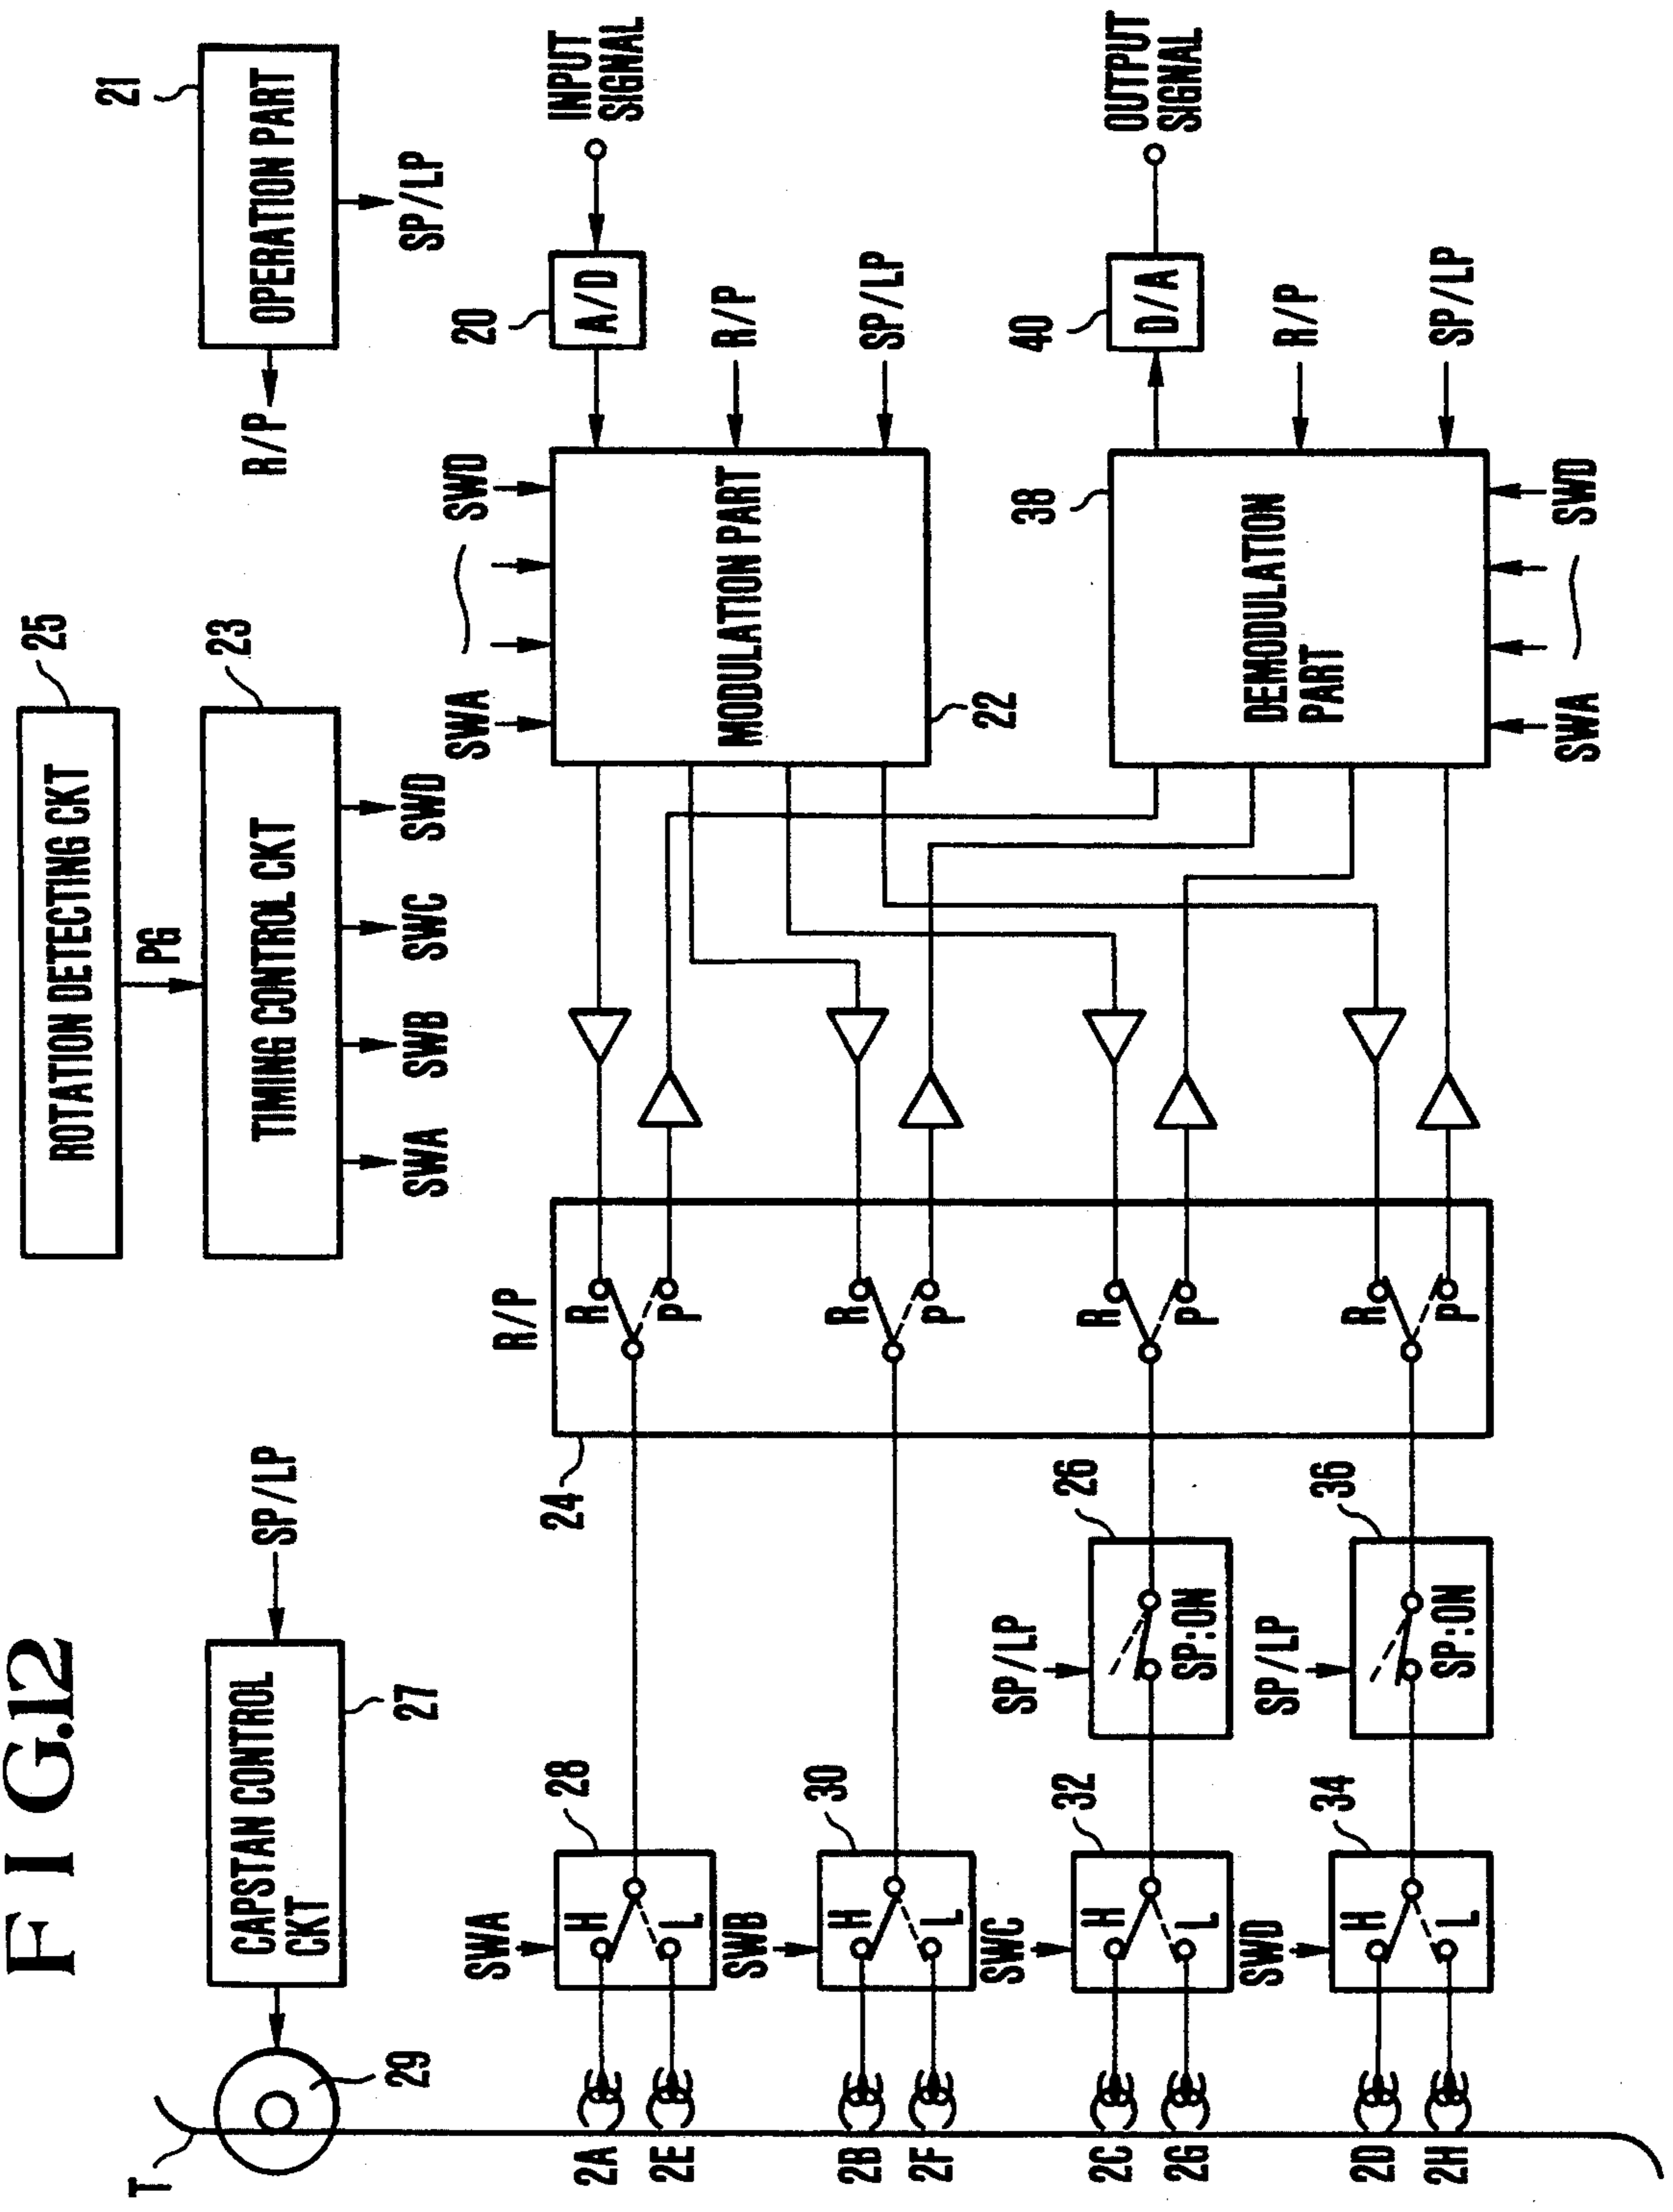 FIG.12
T
29
CAPSTAN CONTROL
CKT
27
SP/LP
ROTATION DETECTING CKT
25
PG
TIMING CONTROL CKT
23
SWA
SWB
SWC
SWD
OPERATION PART
21
R/P
SP/LP
2A
2E
SWA
28
H
L
2B
2F
SWB
30
H
L
2C
2G
SWC
32
H
L
2D
2H
SWD
34
H
L
SP/LP
26
SP:ON
SP/LP
36
SP:ON
24
R/P
R
P
R
P
R
P
R
P
SWA
SWD
MODULATION PART
22
20
A/D
INPUT
SIGNAL
R/P
SP/LP
38
DEMODULATION
PART
SWA
SWD
40
D/A
OUTPUT
SIGNAL
R/P
SP/LP